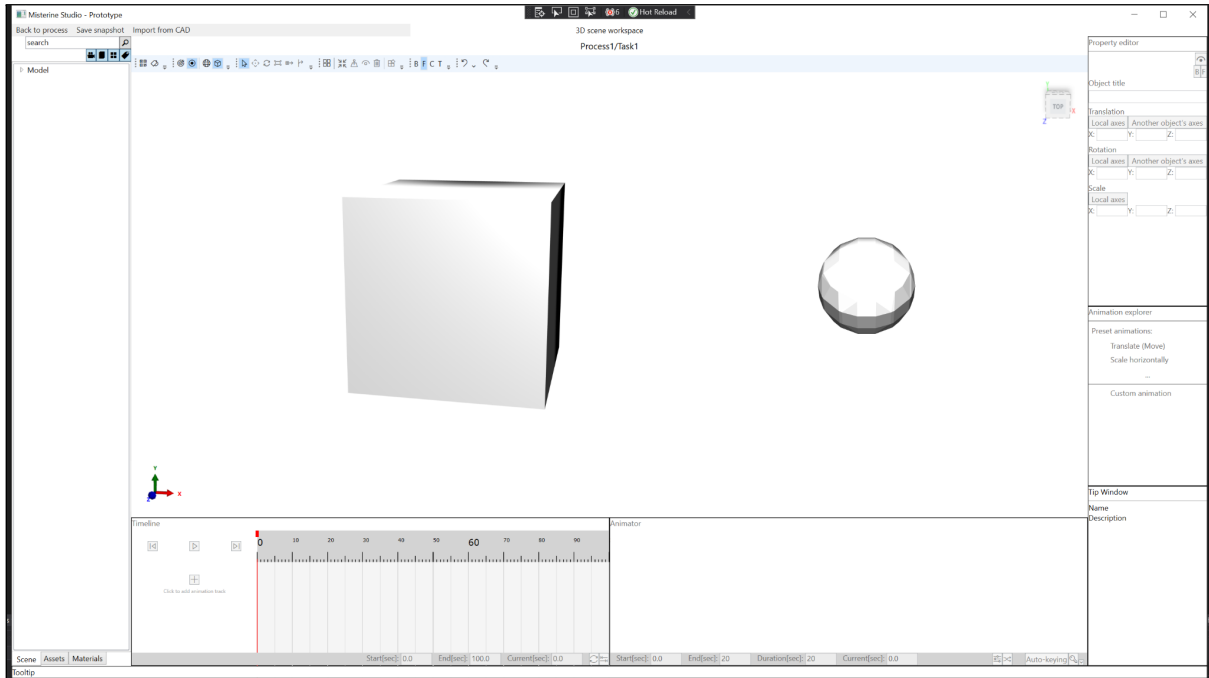 Misterine Studio - Prototype
6 Hot Reload
Back to process Save snapshot Import from CAD
3D scene workspace
search
Process1/Task1
Property editor
B F C T
B F
Model
Object title
Y
TOP
X
Z
Translation
Local axes Another object's axes
X: Y: Z:
Rotation
Local axes Another object's axes
X: Y: Z:
Scale
Local axes
X: Y: Z:
Animation explorer
Preset animations:
Translate (Move)
Scale horizontally
...
Custom animation
Y
X
Z
Tip Window
Name
Description
Timeline
Animator
0 10 20 30 40 50 60 70 80 90
Click to add animation track
Start[sec]: 0.0 End[sec]: 100.0 Current[sec]: 0.0
Start[sec]: 0.0 End[sec]: 20 Duration[sec]: 20 Current[sec]: 0.0 Auto-keying
Scene Assets Materials
Tooltip